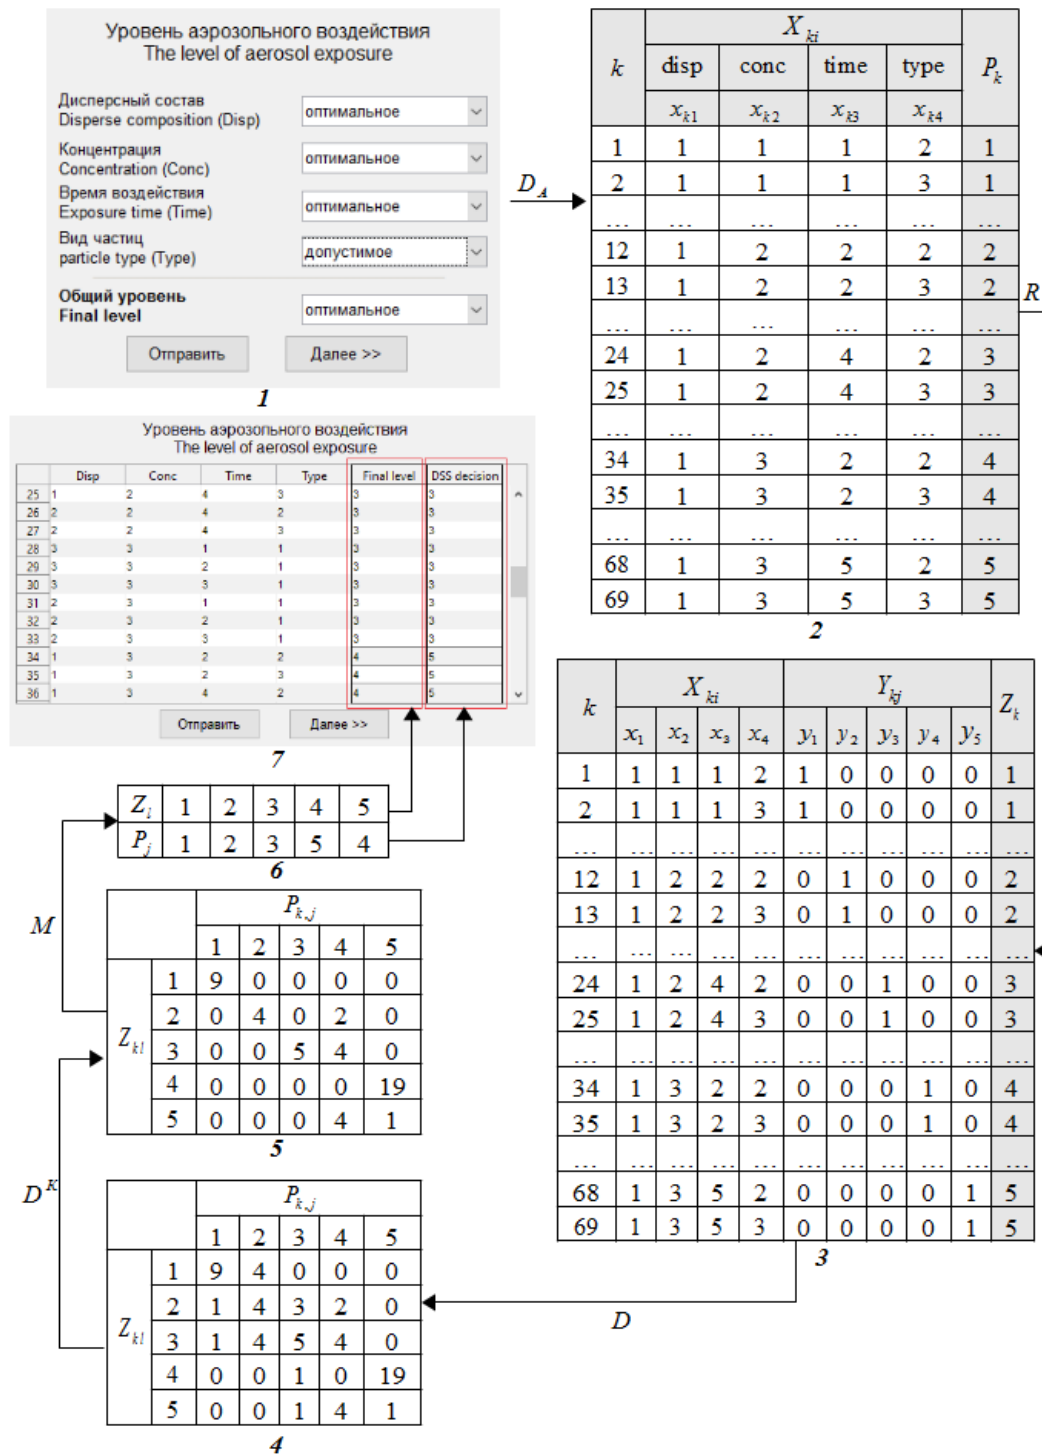 Уровень аэрозольного воздействия
The level of aerosol exposure
Дисперсный состав
Disperse composition (Disp)
оптимальное
Концентрация
Concentration (Conc)
оптимальное
Время воздействия
Exposure time (Time)
оптимальное
Вид частиц
particle type (Type)
допустимое
Общий уровень
Final level
оптимальное
Отправить Далее >>
1
D_A
k X_ki P_k
disp conc time type
x_k1 x_k2 x_k3 x_k4
1 1 1 1 2 1
2 1 1 1 3 1
... ... ... ... ... ...
12 1 2 2 2 2
13 1 2 2 3 2
... ... ... ... ... ...
24 1 2 4 2 3
25 1 2 4 3 3
... ... ... ... ... ...
34 1 3 2 2 4
35 1 3 2 3 4
... ... ... ... ... ...
68 1 3 5 2 5
69 1 3 5 3 5
2
R
Уровень аэрозольного воздействия
The level of aerosol exposure
Disp Conc Time Type Final level DSS decision
25 1 2 4 3 3 3
26 2 2 4 2 3 3
27 2 2 4 3 3 3
28 3 3 1 1 3 3
29 3 3 2 1 3 3
30 3 3 3 1 3 3
31 2 3 1 1 3 3
32 2 3 2 1 3 3
33 2 3 3 1 3 3
34 1 3 2 2 4 5
35 1 3 2 3 4 5
36 1 3 4 2 4 5
Отправить Далее >>
7
Z_l 1 2 3 4 5
P_j 1 2 3 5 4
6
M
P_k,j
1 2 3 4 5
Z_kl
1 9 0 0 0 0
2 0 4 0 2 0
3 0 0 5 4 0
4 0 0 0 0 19
5 0 0 0 4 1
5
D^K
P_k,j
1 2 3 4 5
Z_kl
1 9 4 0 0 0
2 1 4 3 2 0
3 1 4 5 4 0
4 0 0 1 0 19
5 0 0 1 4 1
4
k X_ki Y_kj Z_k
x_1 x_2 x_3 x_4 y_1 y_2 y_3 y_4 y_5
1 1 1 1 2 1 0 0 0 0 1
2 1 1 1 3 1 0 0 0 0 1
... ... ... ... ... ... ... ... ... ... ...
12 1 2 2 2 0 1 0 0 0 2
13 1 2 2 3 0 1 0 0 0 2
... ... ... ... ... ... ... ... ... ... ...
24 1 2 4 2 0 0 1 0 0 3
25 1 2 4 3 0 0 1 0 0 3
... ... ... ... ... ... ... ... ... ... ...
34 1 3 2 2 0 0 0 1 0 4
35 1 3 2 3 0 0 0 1 0 4
... ... ... ... ... ... ... ... ... ... ...
68 1 3 5 2 0 0 0 0 1 5
69 1 3 5 3 0 0 0 0 1 5
3
D